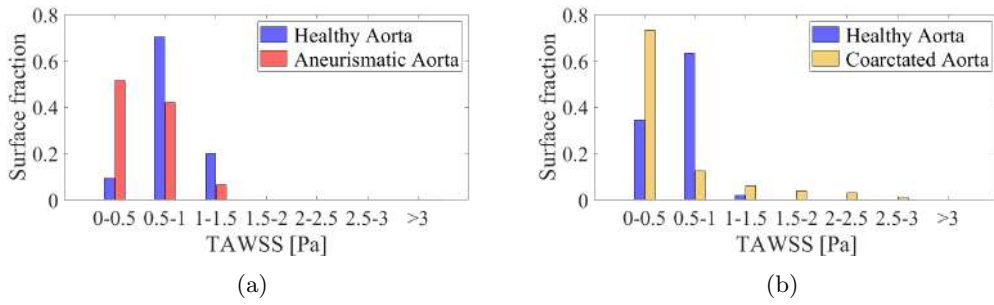 0.8
0.6
0.4
0.2
0
Surface fraction
Healthy Aorta
Aneurismatic Aorta
0-0.5 0.5-1 1-1.5 1.5-2 2-2.5 2.5-3 >3
TAWSS [Pa]
(a)
0.8
0.6
0.4
0.2
0
Surface fraction
Healthy Aorta
Coarctated Aorta
0-0.5 0.5-1 1-1.5 1.5-2 2-2.5 2.5-3 >3
TAWSS [Pa]
(b)